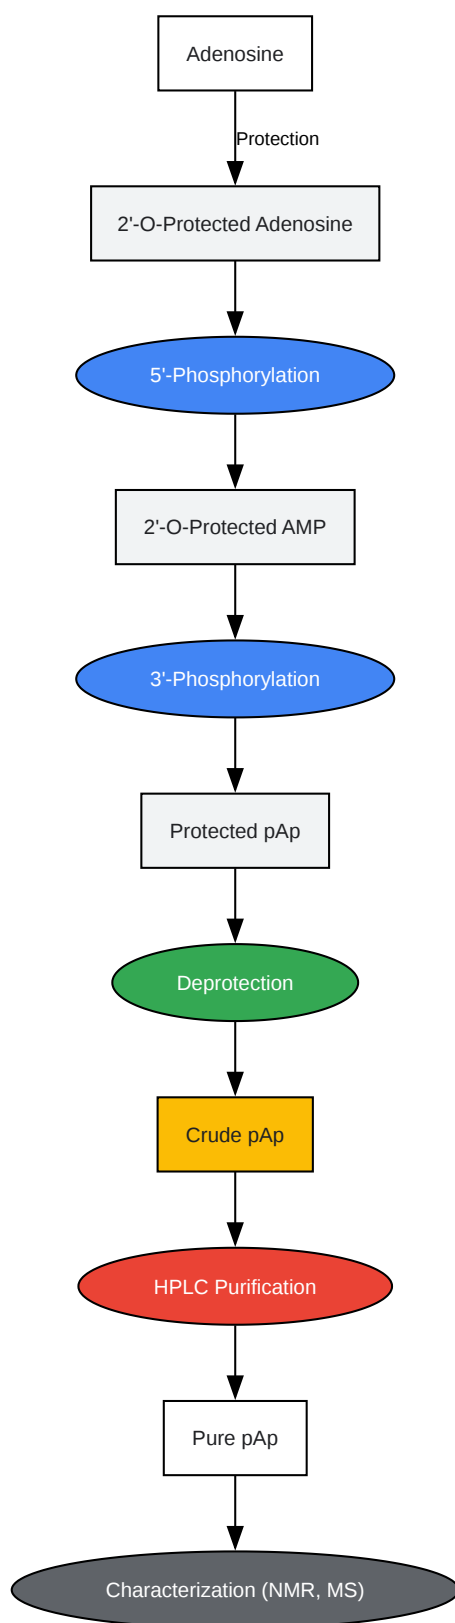 Adenosine
Protection
2'-O-Protected Adenosine
5'-Phosphorylation
2'-O-Protected AMP
3'-Phosphorylation
Protected pAp
Deprotection
Crude pAp
HPLC Purification
Pure pAp
Characterization (NMR, MS)